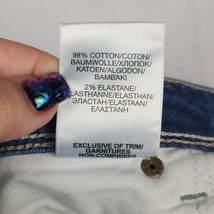 98% COTTON/COTON/
BAUMWOLLE/ХЛОПОК
KATOEN/ALGODON/
BAMBAKI
2% ELASTANE/
ELASTHANNE/ELASTHAN/
ЭЛАСТАН/ELASTAAN/
ΕΛΑΣΤΑΝΗ
EXCLUSIVE OF TRIM/
GARNITURES
NON-COMPRISES